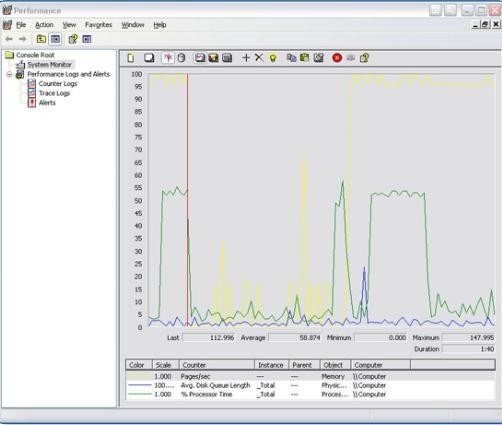 Performance
File Action View Favorites Window Help
Console Root
System Monitor
Performance Logs and Alerts
Counter Logs
Trace Logs
Alerts
100
95
90
85
80
75
70
65
60
55
50
45
40
35
30
25
20
15
10
5
0
Last 112.996 Average 58.874 Minimum 0.000 Maximum 147.995
Duration 1:40
Color Scale Counter Instance Parent Object Computer
1.000 Pages/sec --- --- Memory \\Computer
100.... Avg. Disk Queue Length _Total --- Physic... \\Computer
1.000 % Processor Time _Total --- Proces... \\Computer